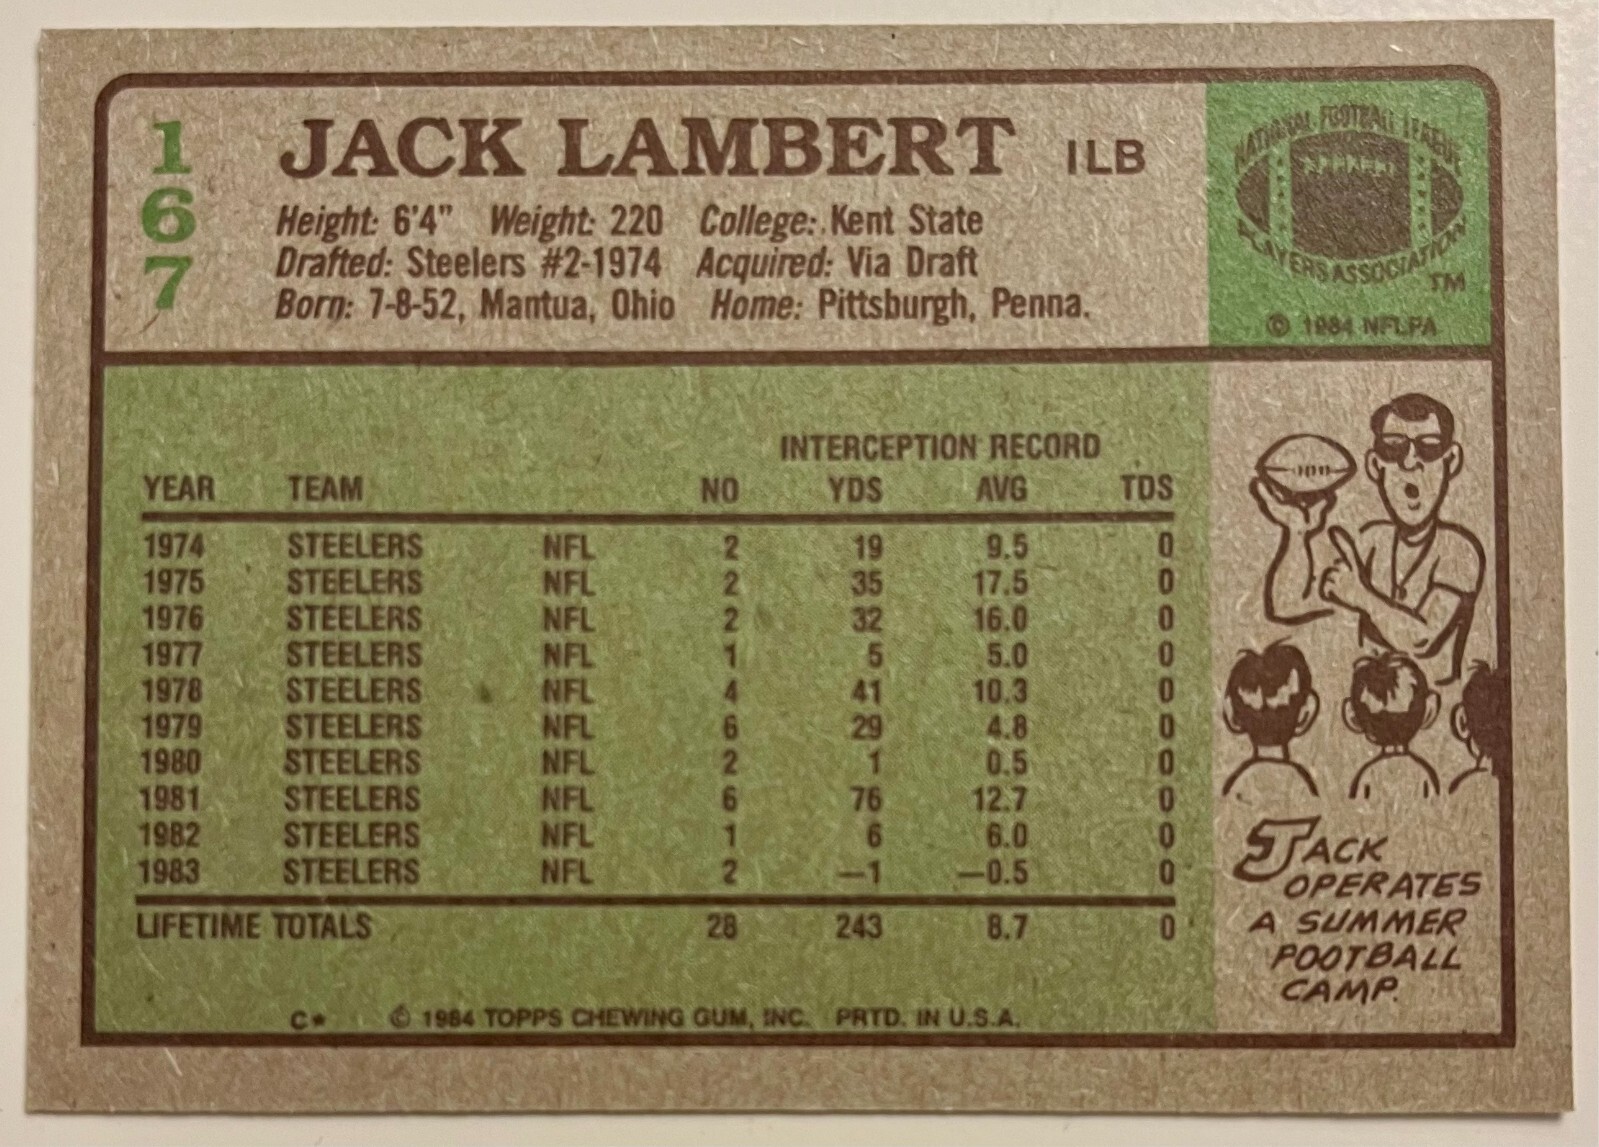 167
JACK LAMBERT ILB
Height: 6'4" Weight: 220 College: Kent State
Drafted: Steelers #2-1974 Acquired: Via Draft
Born: 7-8-52, Mantua, Ohio Home: Pittsburgh, Penna.
NATIONAL FOOTBALL LEAGUE
PLAYERS ASSOCIATION
TM
© 1984 NFLPA
INTERCEPTION RECORD
YEAR TEAM NO YDS AVG TDS
1974 STEELERS NFL 2 19 9.5 0
1975 STEELERS NFL 2 35 17.5 0
1976 STEELERS NFL 2 32 16.0 0
1977 STEELERS NFL 1 5 5.0 0
1978 STEELERS NFL 4 41 10.3 0
1979 STEELERS NFL 6 29 4.8 0
1980 STEELERS NFL 2 1 0.5 0
1981 STEELERS NFL 6 76 12.7 0
1982 STEELERS NFL 1 6 6.0 0
1983 STEELERS NFL 2 —1 —0.5 0
LIFETIME TOTALS 28 243 8.7 0
C* © 1984 TOPPS CHEWING GUM, INC. PRTD. IN U.S.A.
JACK
OPERATES
A SUMMER
FOOTBALL
CAMP.